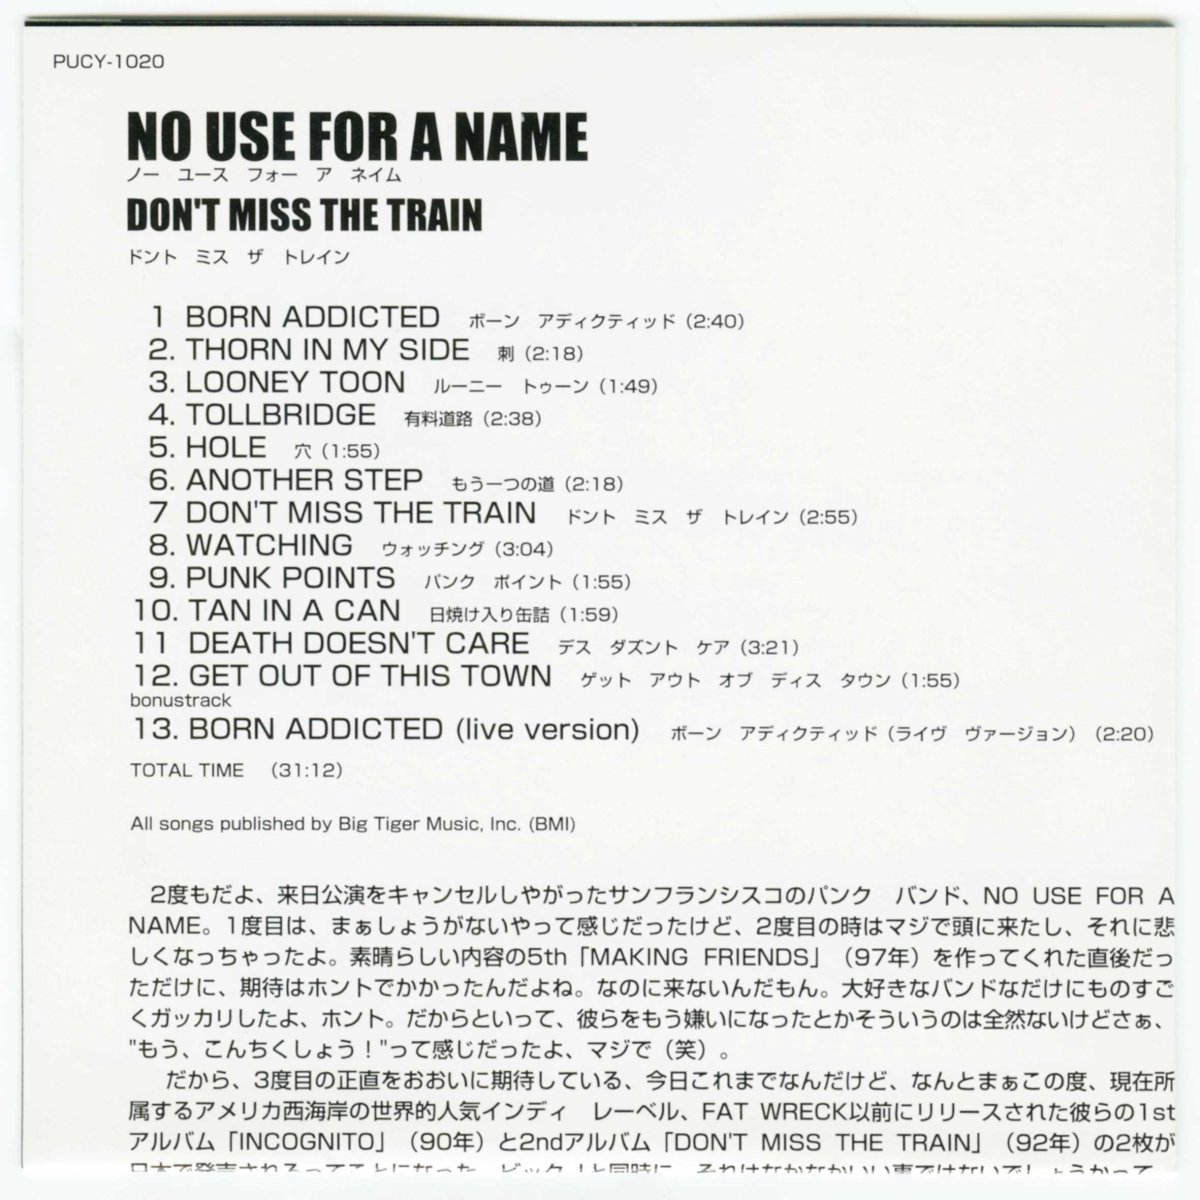 PUCY-1020
NO USE FOR A NAME
ノー ユース フォー ア ネイム
DON'T MISS THE TRAIN
ドント ミス ザ トレイン
1 BORN ADDICTED ボーン アディクティッド（2:40）
2. THORN IN MY SIDE 刺（2:18）
3. LOONEY TOON ルーニー トゥーン（1:49）
4. TOLLBRIDGE 有料道路（2:38）
5. HOLE 穴（1:55）
6. ANOTHER STEP もう一つの道（2:18）
7 DON'T MISS THE TRAIN ドント ミス ザ トレイン（2:55）
8. WATCHING ウォッチング（3:04）
9. PUNK POINTS パンク ポイント（1:55）
10. TAN IN A CAN 日焼け入り缶詰（1:59）
11 DEATH DOESN'T CARE デス ダズント ケア（3:21）
12. GET OUT OF THIS TOWN ゲット アウト オブ ディス タウン（1:55）
bonustrack
13. BORN ADDICTED (live version) ボーン アディクティッド（ライヴ ヴァージョン）（2:20）
TOTAL TIME （31:12）
All songs published by Big Tiger Music, Inc. (BMI)
2度もだよ、来日公演をキャンセルしやがったサンフランシスコのパンク バンド、NO USE FOR A
NAME。1度目は、まぁしょうがないやって感じだったけど、2度目の時はマジで頭に来たし、それに悲
しくなっちゃったよ。素晴らしい内容の5th「MAKING FRIENDS」（97年）を作ってくれた直後だっ
ただけに、期待はホントでかかったんだよね。なのに来ないんだもん。大好きなバンドなだけにものすご
くガッカリしたよ、ホント。だからといって、彼らをもう嫌いになったとかそういうのは全然ないけどさぁ、
"もう、こんちくしょう！"って感じだったよ、マジで（笑）。
だから、3度目の正直をおおいに期待している、今日これまでなんだけど、なんとまぁこの度、現在所
属するアメリカ西海岸の世界的人気インディ レーベル、FAT WRECK以前にリリースされた彼らの1st
アルバム「INCOGNITO」（90年）と2ndアルバム「DON'T MISS THE TRAIN」（92年）の2枚が